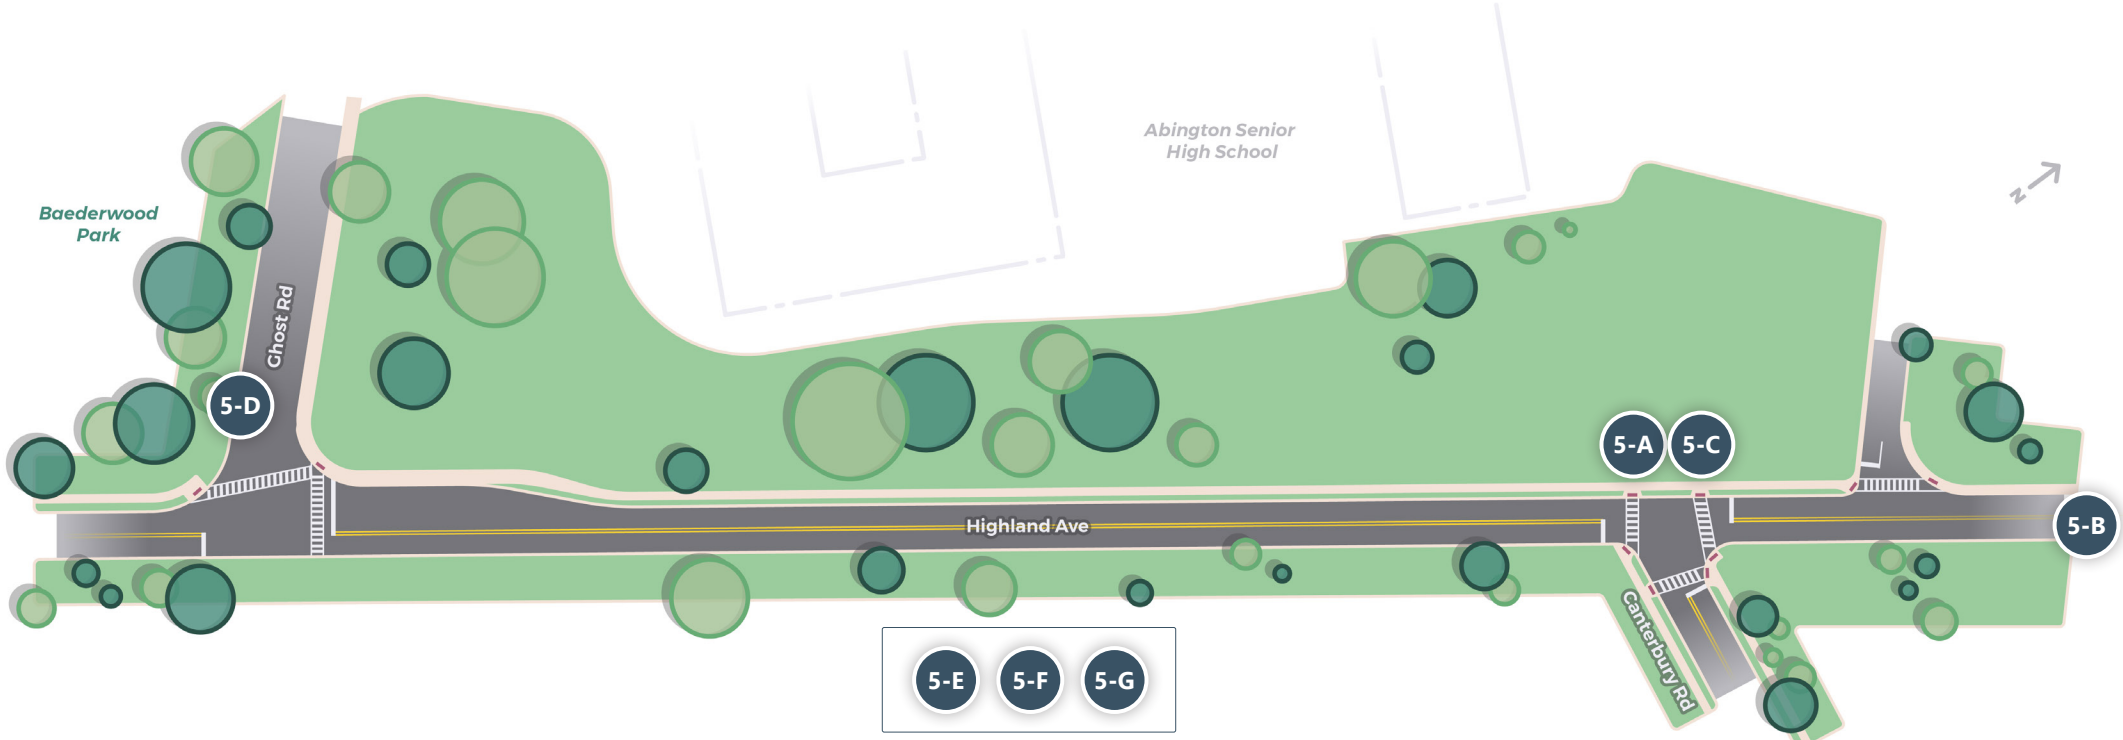 Abington Senior
High School
N
Baederwood
Park
Ghost Rd
5-D
5-A
5-C
Highland Ave
5-B
Canterbury Rd
5-E
5-F
5-G